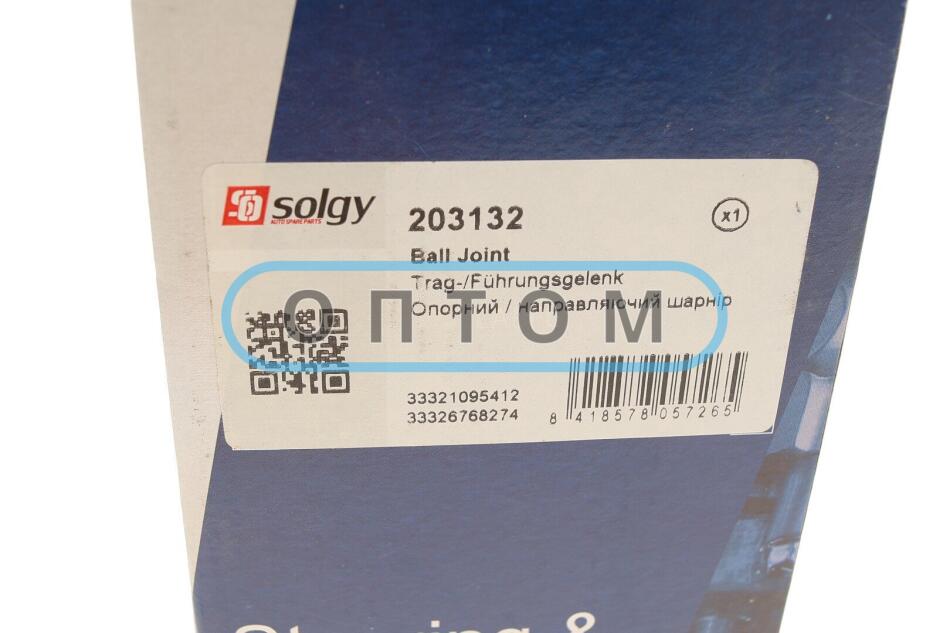 solgy
AUTO SPARE PARTS
203132
x1
Ball Joint
Trag-/Führungsgelenk
Опорний / направляючий шарнір
ОПТОМ
33321095412
33326768274
8 418578 057265
&